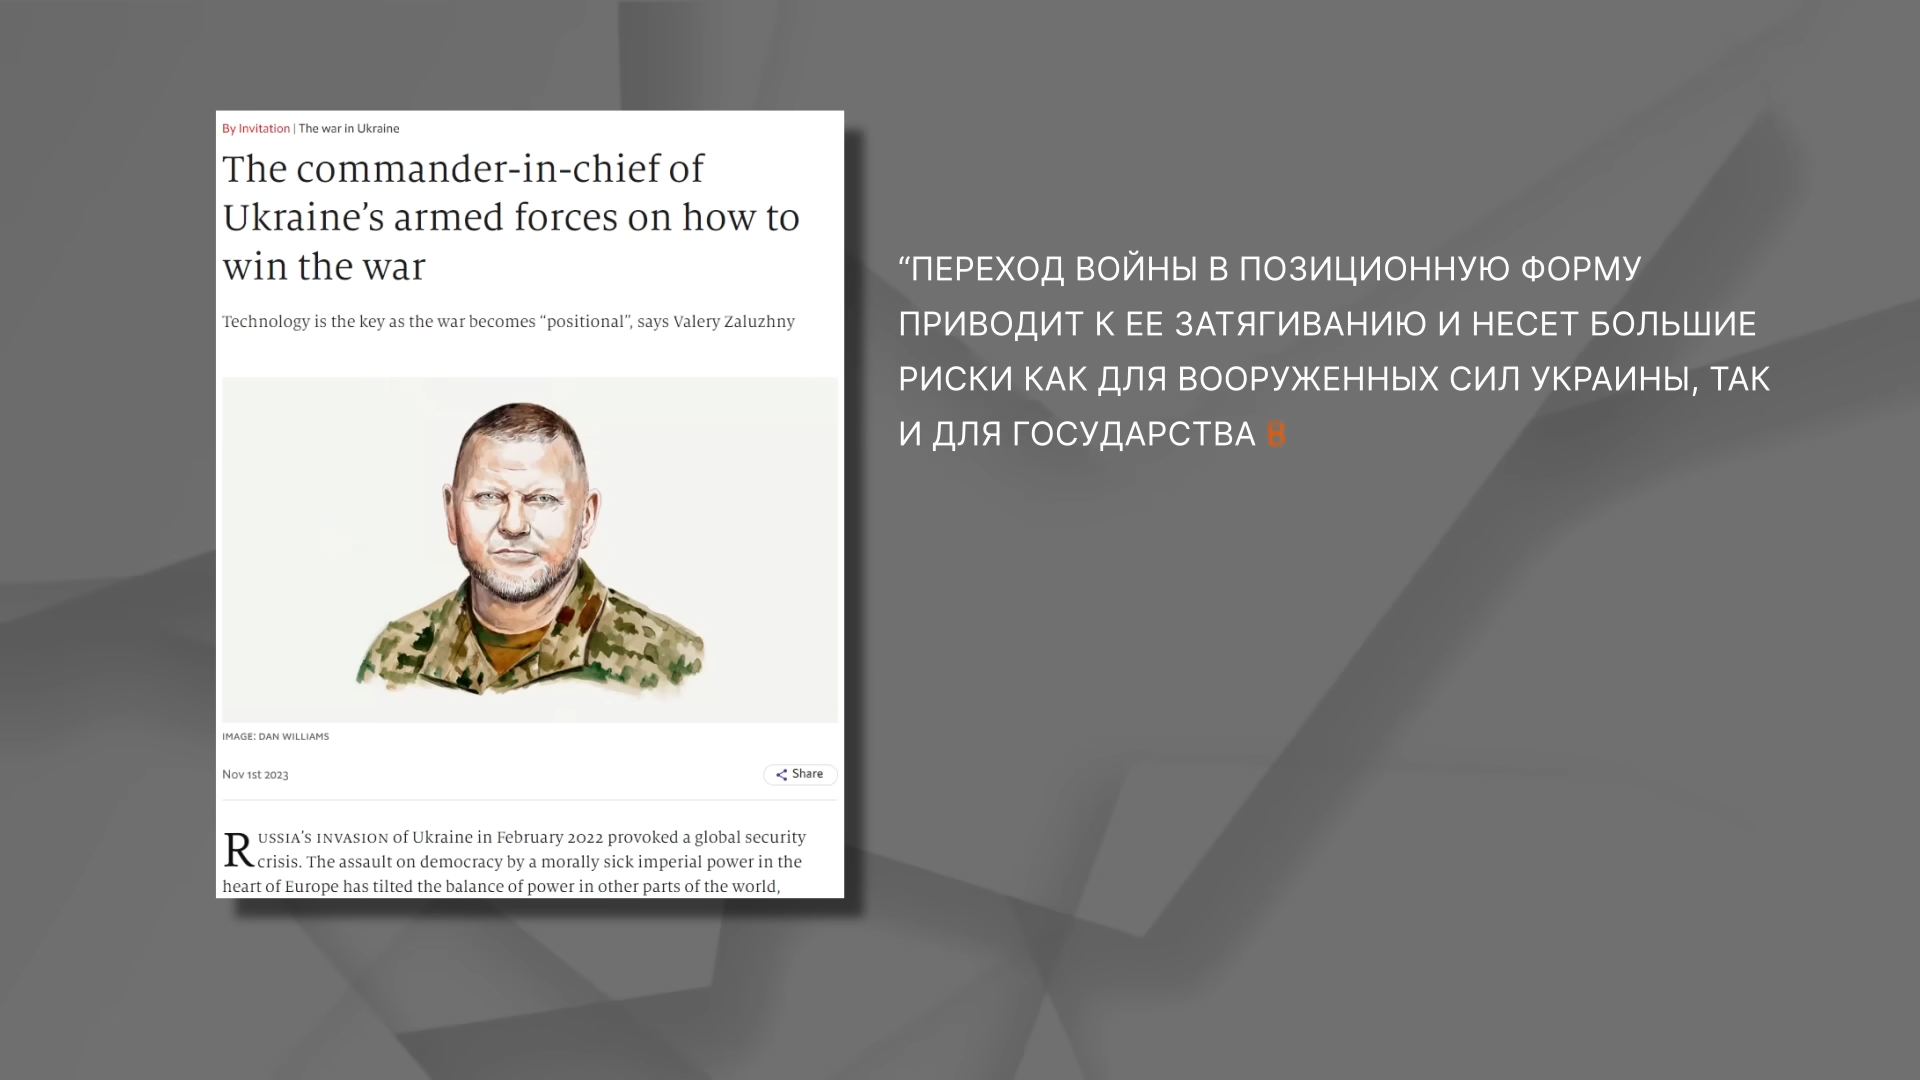 By Invitation | The war in Ukraine
The commander-in-chief of
Ukraine’s armed forces on how to
win the war
Technology is the key as the war becomes “positional”, says Valery Zaluzhny
IMAGE: DAN WILLIAMS
Nov 1st 2023
Share
RUSSIA’S INVASION of Ukraine in February 2022 provoked a global security
crisis. The assault on democracy by a morally sick imperial power in the
heart of Europe has tilted the balance of power in other parts of the world,
“ПЕРЕХОД ВОЙНЫ В ПОЗИЦИОННУЮ ФОРМУ
ПРИВОДИТ К ЕЕ ЗАТЯГИВАНИЮ И НЕСЕТ БОЛЬШИЕ
РИСКИ КАК ДЛЯ ВООРУЖЕННЫХ СИЛ УКРАИНЫ, ТАК
И ДЛЯ ГОСУДАРСТВА В